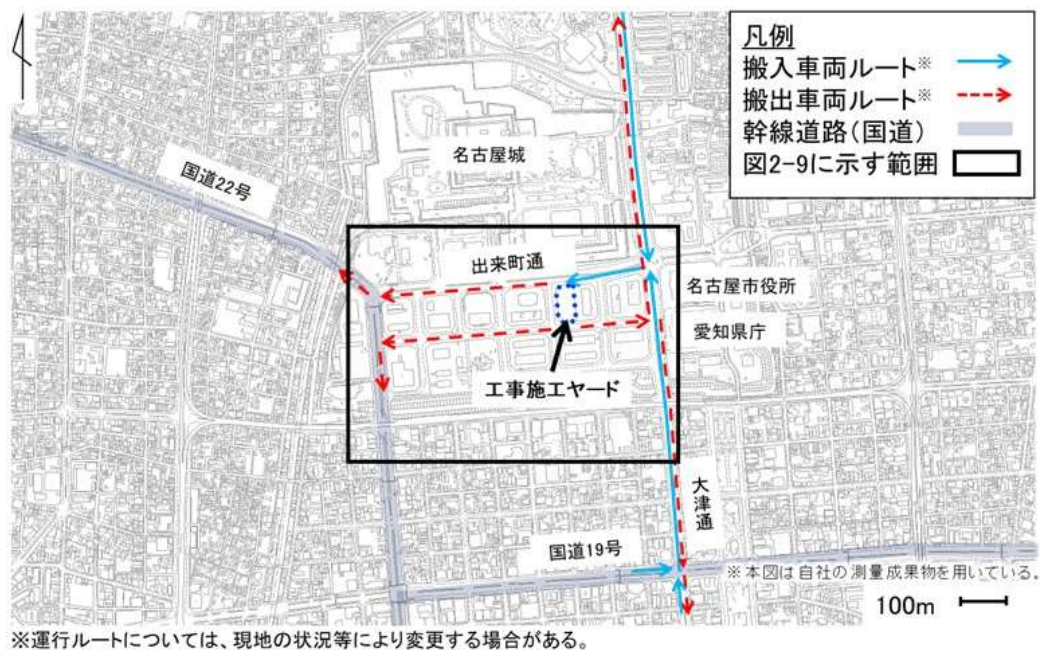 凡例
搬入車両ルート※
搬出車両ルート※
幹線道路(国道)
図2-9に示す範囲
名古屋城
国道22号
出来町通
名古屋市役所
愛知県庁
工事施工ヤード
大津通
国道19号
※本図は自社の測量成果物を用いている。
100m
※運行ルートについては、現地の状況等により変更する場合がある。